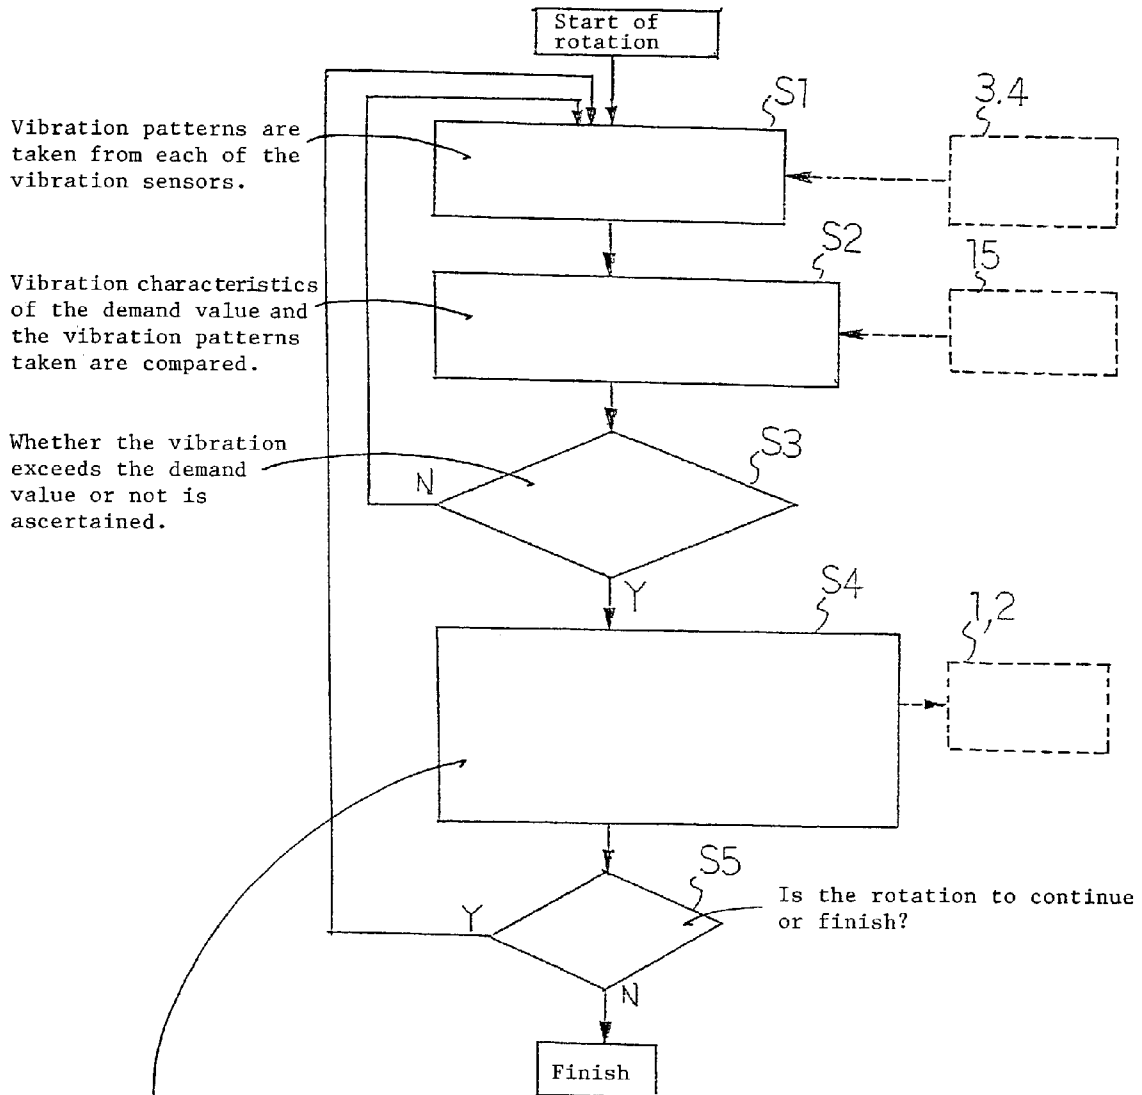 Start of
rotation
S1
3.4
Vibration patterns are
taken from each of the
vibration sensors.
S2
15
Vibration characteristics
of the demand value and
the vibration patterns
taken are compared.
Whether the vibration
exceeds the demand
value or not is
ascertained.
S3
N
Y
S4
1,2
S5
Is the rotation to continue
or finish?
Y
N
Finish